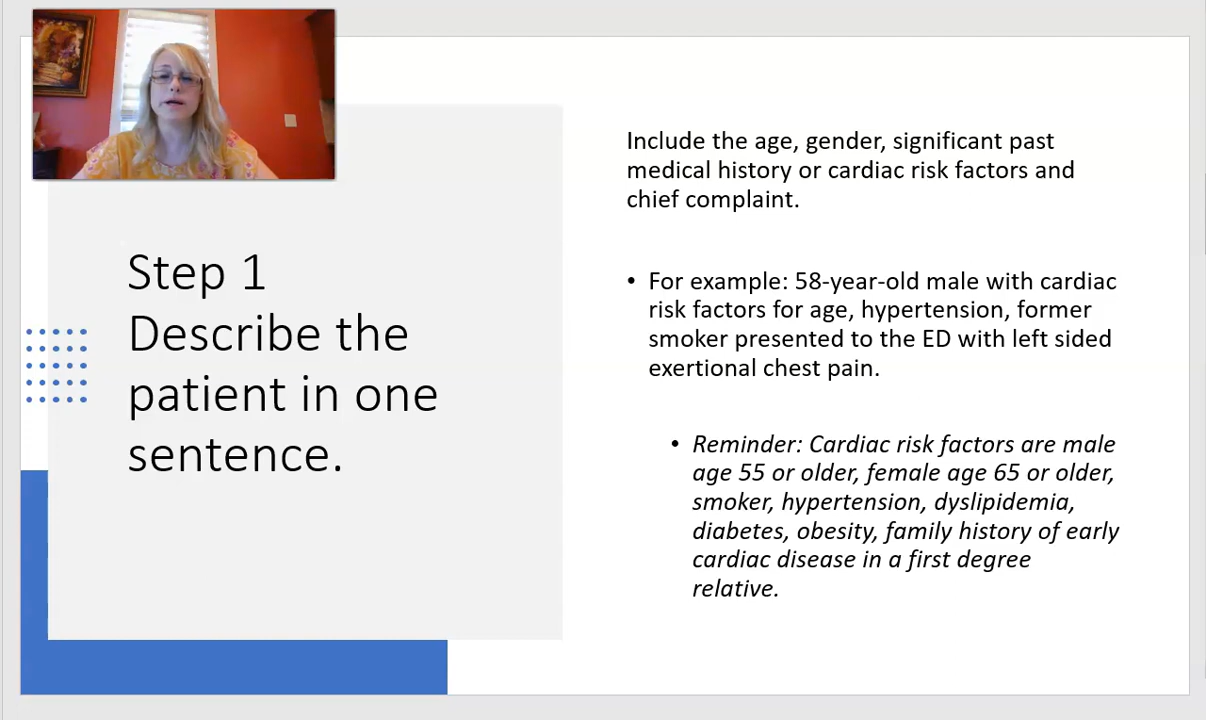 Step 1
Describe the
patient in one
sentence.
Include the age, gender, significant past
medical history or cardiac risk factors and
chief complaint.
• For example: 58-year-old male with cardiac
risk factors for age, hypertension, former
smoker presented to the ED with left sided
exertional chest pain.
• Reminder: Cardiac risk factors are male
age 55 or older, female age 65 or older,
smoker, hypertension, dyslipidemia,
diabetes, obesity, family history of early
cardiac disease in a first degree
relative.